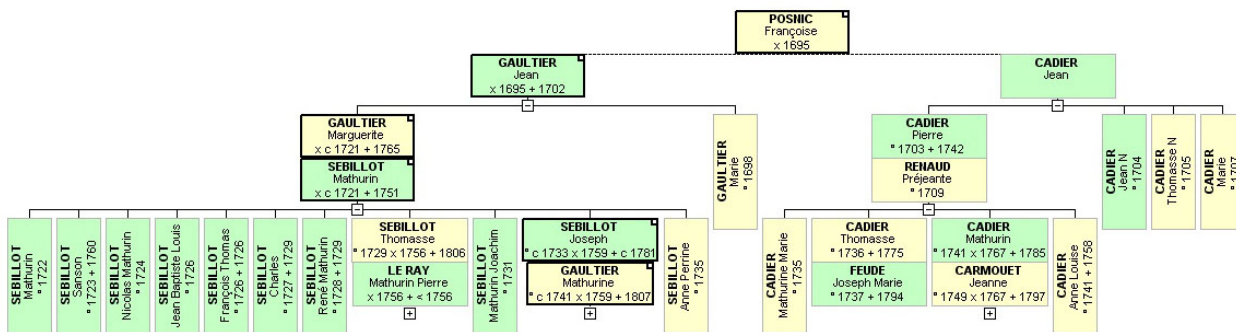 POSNIC
Françoise
x 1695
GAULTIER
Jean
x 1695 + 1702
CADIER
Jean
GAULTIER
Marguerite
x c 1721 + 1765
SEBILLOT
Mathurin
x c 1721 + 1751
GAULTIER
Marie
° 1698
CADIER
Pierre
° 1703 + 1742
RENAUD
Préjeante
° 1709
CADIER
Jean N
° 1704
CADIER
Thomasse N
° 1705
CADIER
Marie
° 1707
SEBILLOT
Mathurin
° 1722
SEBILLOT
Sanson
° 1723 + 1760
SEBILLOT
Nicolas Mathurin
° 1724
SEBILLOT
Jean Baptiste Louis
° 1726
SEBILLOT
François Thomas
° 1726 + 1726
SEBILLOT
Charles
° 1727 + 1729
SEBILLOT
René Mathurin
° 1728 + 1729
SEBILLOT
Thomasse
° 1729 x 1756 + 1806
LE RAY
Mathurin Pierre
x 1756 + < 1756
SEBILLOT
Mathurin Joachim
° 1731
SEBILLOT
Joseph
° c 1733 x 1759 + c 1781
GAULTIER
Mathurine
° c 1741 x 1759 + 1807
SEBILLOT
Anne Perrine
° 1735
CADIER
Mathurine Marie
° 1735
CADIER
Thomasse
° 1736 + 1775
FEUDE
Joseph Marie
° 1737 + 1794
CADIER
Mathurin
° 1741 x 1767 + 1785
CARMOUET
Jeanne
° 1749 x 1767 + 1797
CADIER
Anne Louise
° 1741 + 1758